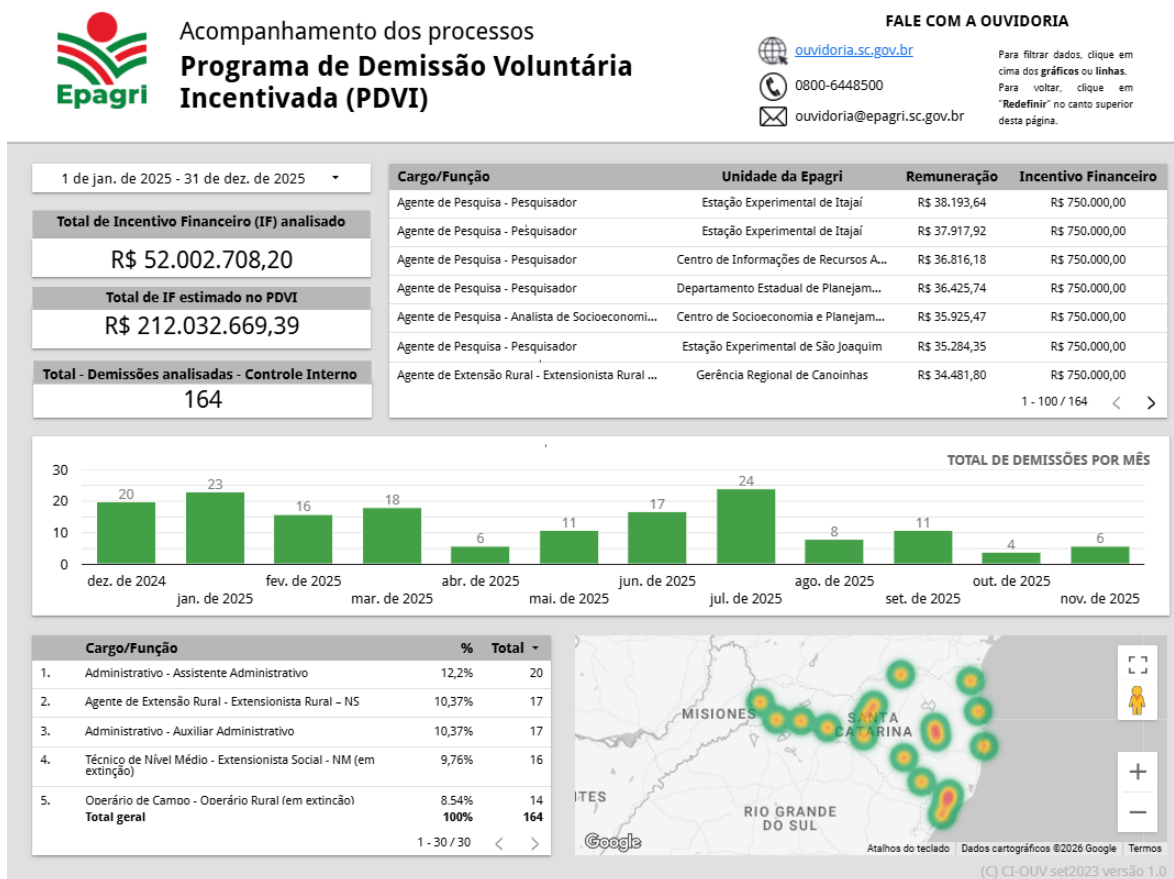 Epagri
Acompanhamento dos processos
Programa de Demissão Voluntária
Incentivada (PDVI)
FALE COM A OUVIDORIA
ouvidoria.sc.gov.br
0800-6448500
ouvidoria@epagri.sc.gov.br
Para filtrar dados, clique em
cima dos gráficos ou linhas.
Para voltar, clique em
"Redefinir" no canto superior
desta página.
1 de jan. de 2025 - 31 de dez. de 2025
Total de Incentivo Financeiro (IF) analisado
R$ 52.002.708,20
Total de IF estimado no PDVI
R$ 212.032.669,39
Total - Demissões analisadas - Controle Interno
164
Cargo/Função Unidade da Epagri Remuneração Incentivo Financeiro
Agente de Pesquisa - Pesquisador Estação Experimental de Itajaí R$ 38.193,64 R$ 750.000,00
Agente de Pesquisa - Pesquisador Estação Experimental de Itajaí R$ 37.917,92 R$ 750.000,00
Agente de Pesquisa - Pesquisador Centro de Informações de Recursos A... R$ 36.816,18 R$ 750.000,00
Agente de Pesquisa - Pesquisador Departamento Estadual de Planejam... R$ 36.425,74 R$ 750.000,00
Agente de Pesquisa - Analista de Socioeconomi... Centro de Socioeconomia e Planejam... R$ 35.925,47 R$ 750.000,00
Agente de Pesquisa - Pesquisador Estação Experimental de São Joaquim R$ 35.284,35 R$ 750.000,00
Agente de Extensão Rural - Extensionista Rural ... Gerência Regional de Canoinhas R$ 34.481,80 R$ 750.000,00
1 - 100 / 164
TOTAL DE DEMISSÕES POR MÊS
30
20
10
0
20 23 16 18 6 11 17 24 8 11 4 6
dez. de 2024 fev. de 2025 abr. de 2025 jun. de 2025 ago. de 2025 out. de 2025
jan. de 2025 mar. de 2025 mai. de 2025 jul. de 2025 set. de 2025 nov. de 2025
Cargo/Função % Total
1. Administrativo - Assistente Administrativo 12,2% 20
2. Agente de Extensão Rural - Extensionista Rural – NS 10,37% 17
3. Administrativo - Auxiliar Administrativo 10,37% 17
4. Técnico de Nível Médio - Extensionista Social - NM (em
extinção) 9,76% 16
5. Operário de Campo - Operário Rural (em extinção) 8,54% 14
Total geral 100% 164
1 - 30 / 30
MISIONES
SANTA
CATARINA
NTES
RIO GRANDE
DO SUL
Google
Atalhos do teclado Dados cartográficos ©2026 Google Termos
(C) CI-OUV set2023 versão 1.0